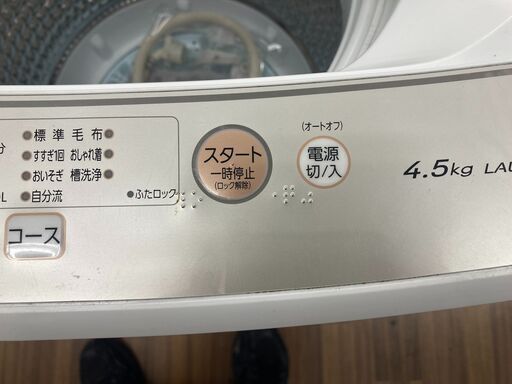 分
●標準 毛布●
●すすぎ1回 おしゃれ着●
●おいそぎ 槽洗浄●
L ●自分流
●ふたロック
コース
スタート
一時停止
(ロック解除)
(オートオフ)
電源
切/入
4.5kg LAU